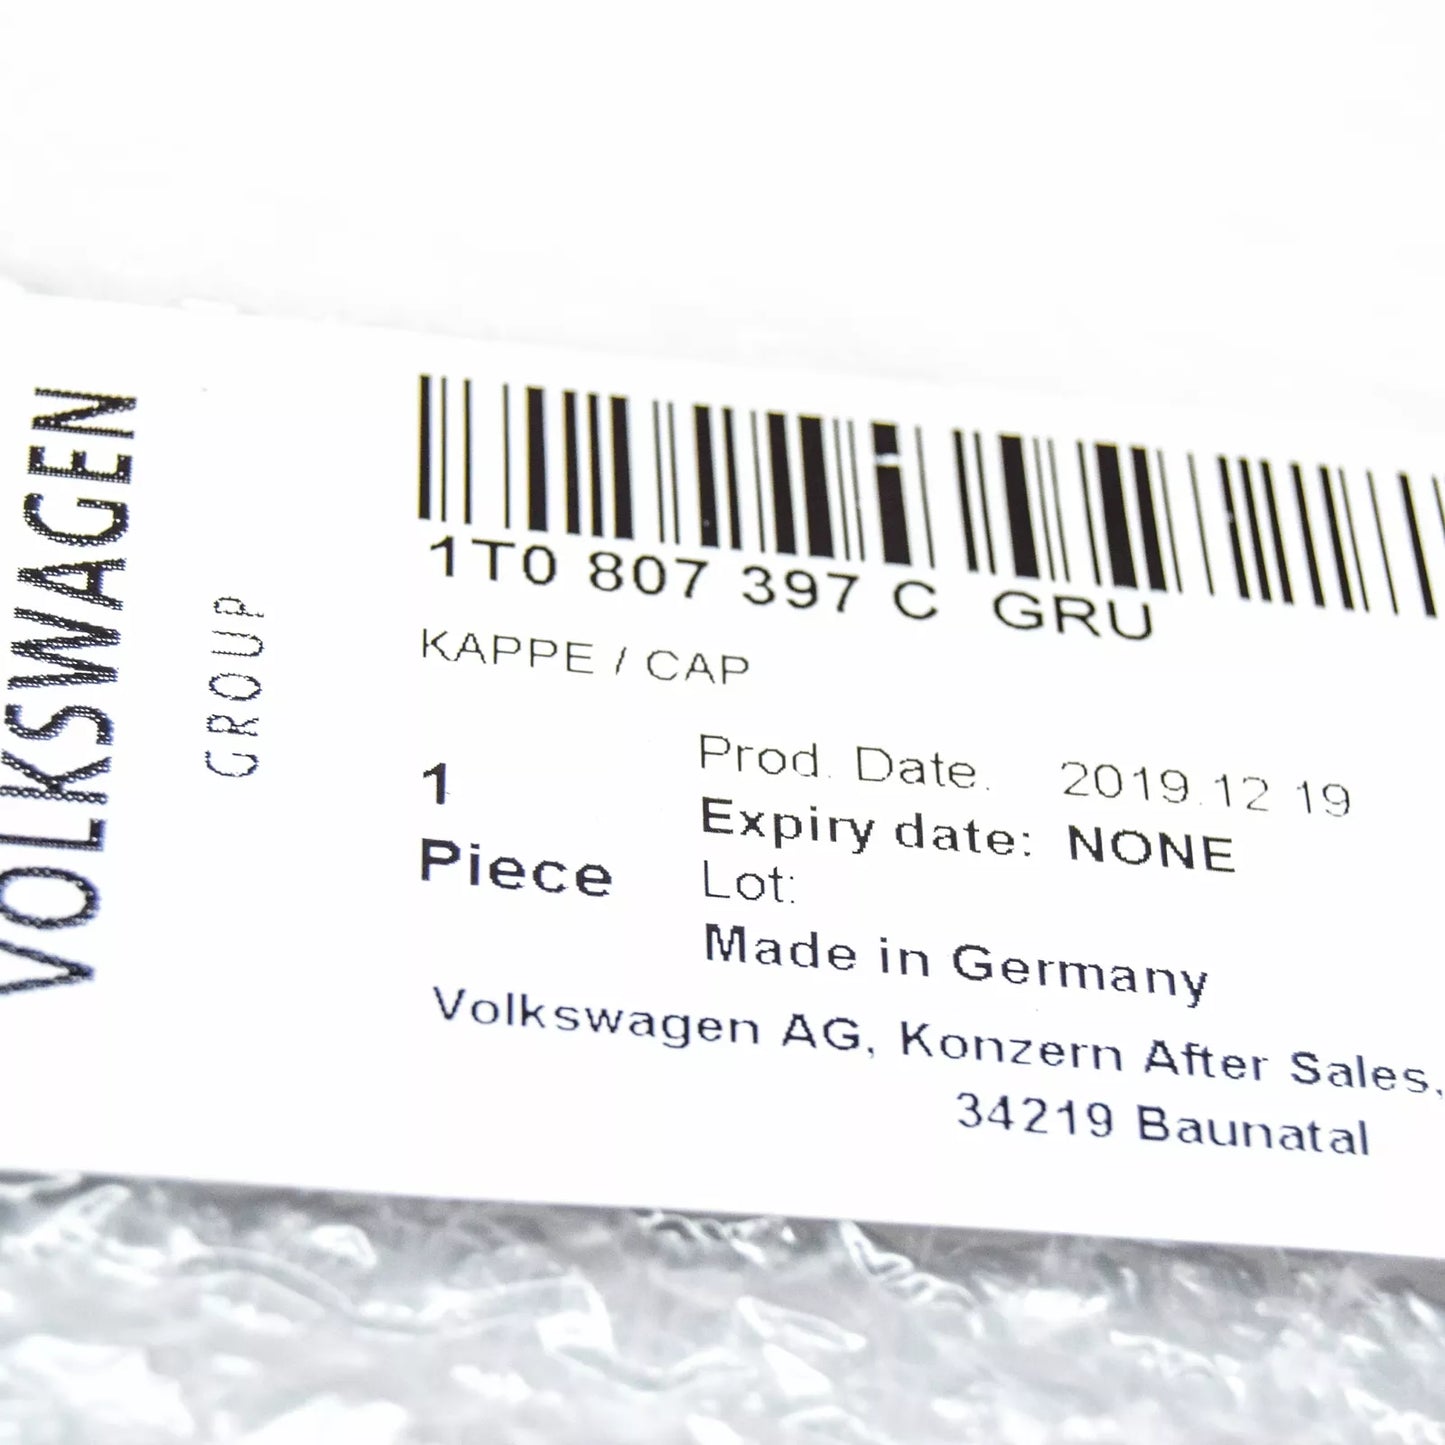 VOLKSWAGEN
GROUP
1T0 807 397 C GRU
KAPPE / CAP
1
Piece
Prod. Date. 2019.12 19
Expiry date: NONE
Lot:
Made in Germany
Volkswagen AG, Konzern After Sales,
34219 Baunatal